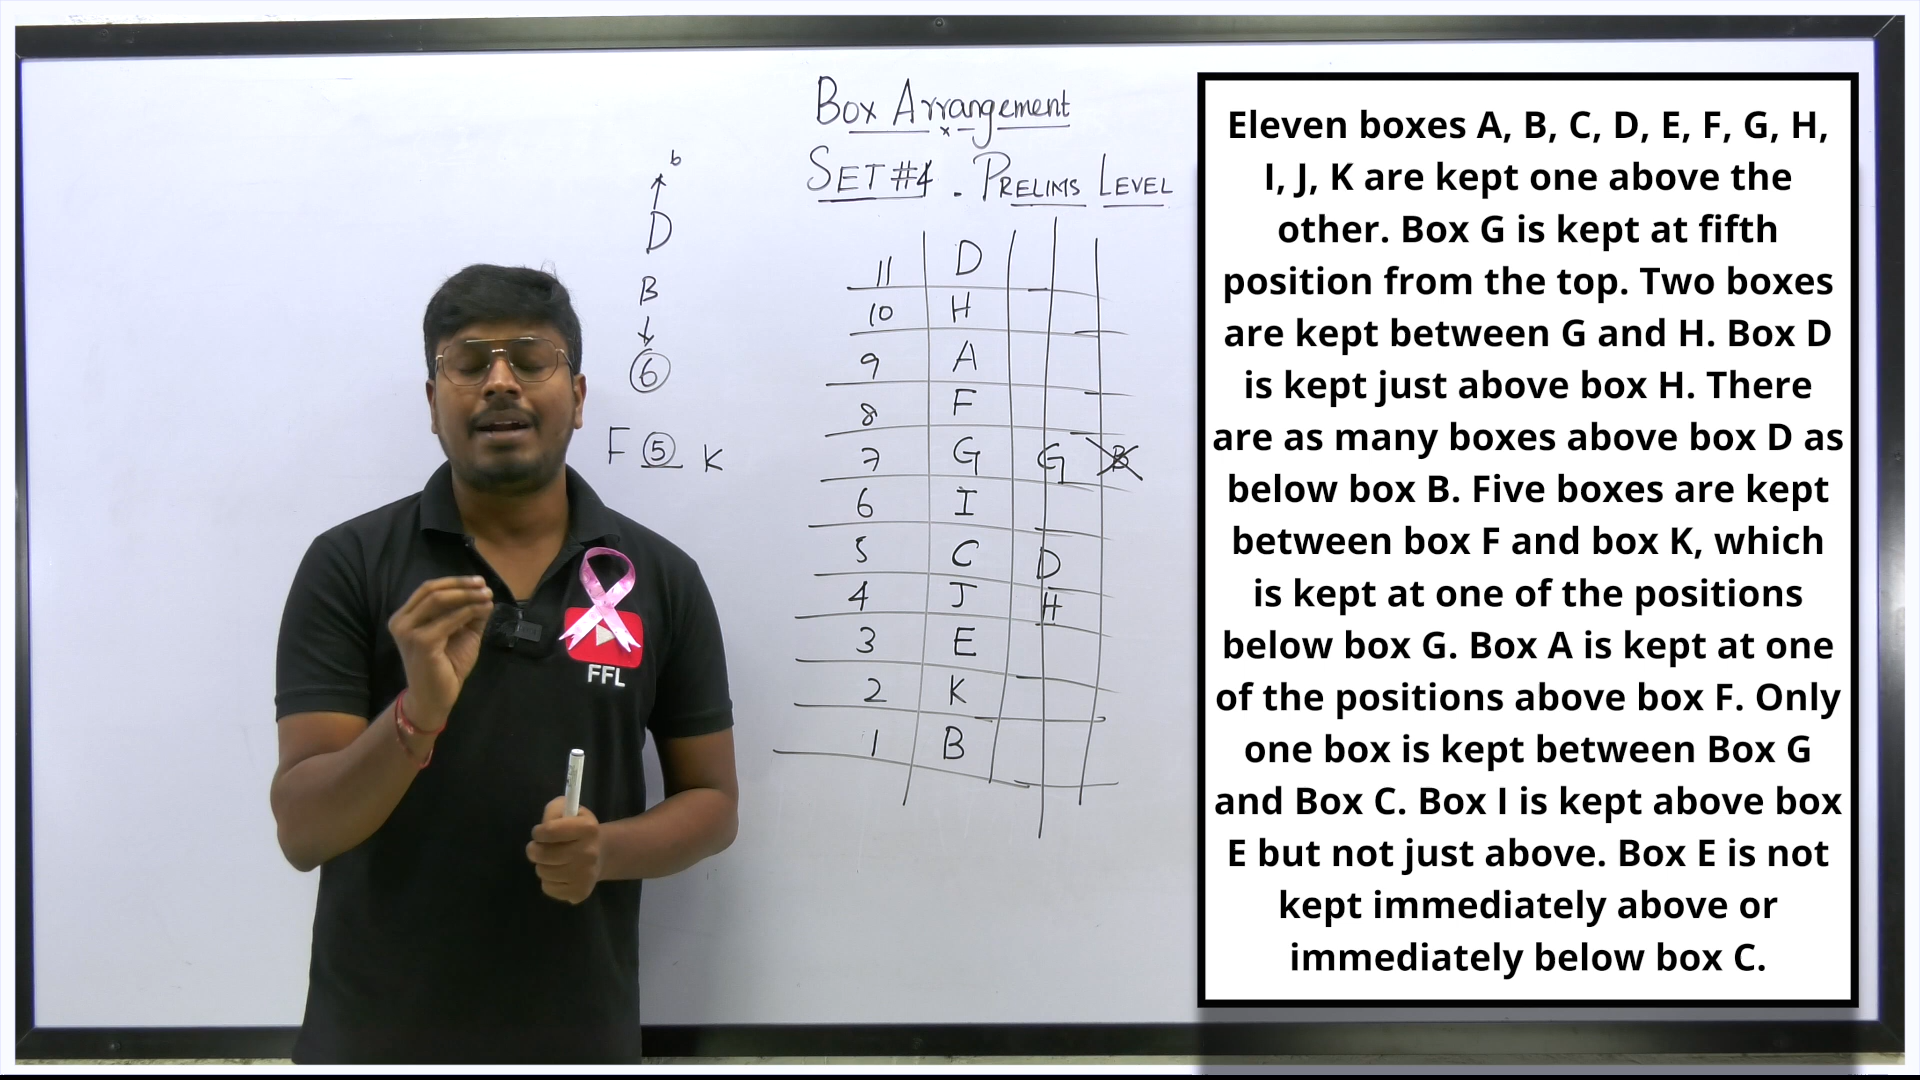 Box Arrangement
SET #4 - PRELIMS LEVEL
b
D
B
6
F 5 K
11 D
10 H
9 A
8 F
7 G G B
6 I
5 C D
4 J H
3 E
2 K
1 B
FFL
Eleven boxes A, B, C, D, E, F, G, H,
I, J, K are kept one above the
other. Box G is kept at fifth
position from the top. Two boxes
are kept between G and H. Box D
is kept just above box H. There
are as many boxes above box D as
below box B. Five boxes are kept
between box F and box K, which
is kept at one of the positions
below box G. Box A is kept at one
of the positions above box F. Only
one box is kept between Box G
and Box C. Box I is kept above box
E but not just above. Box E is not
kept immediately above or
immediately below box C.